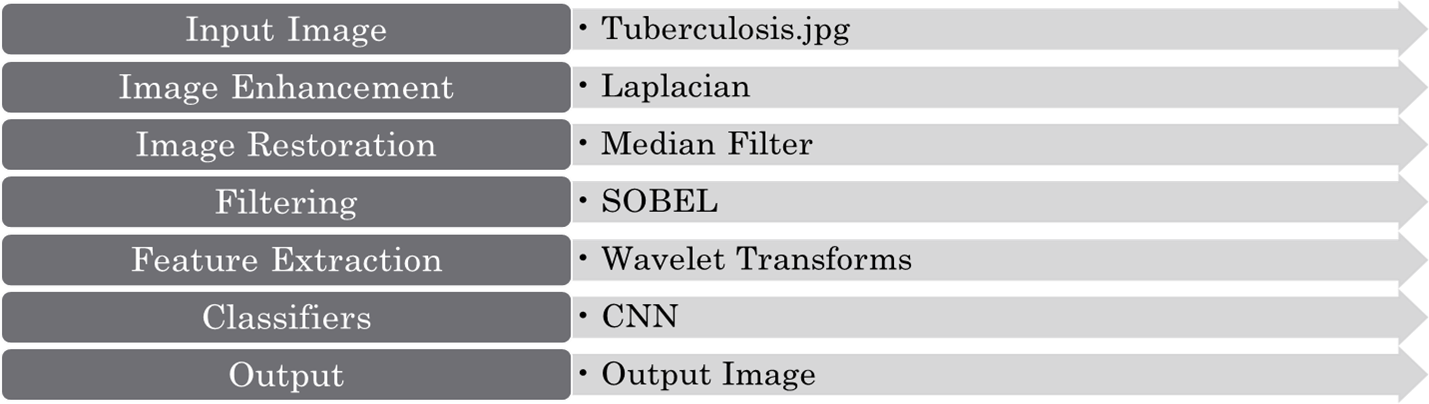 Input Image
• Tuberculosis.jpg
Image Enhancement
• Laplacian
Image Restoration
• Median Filter
Filtering
• SOBEL
Feature Extraction
• Wavelet Transforms
Classifiers
• CNN
Output
• Output Image